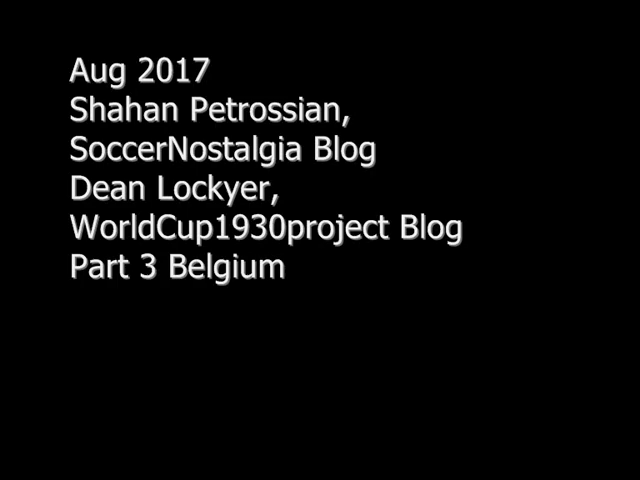 Aug 2017
Shahan Petrossian,
SoccerNostalgia Blog
Dean Lockyer,
WorldCup1930project Blog
Part 3 Belgium